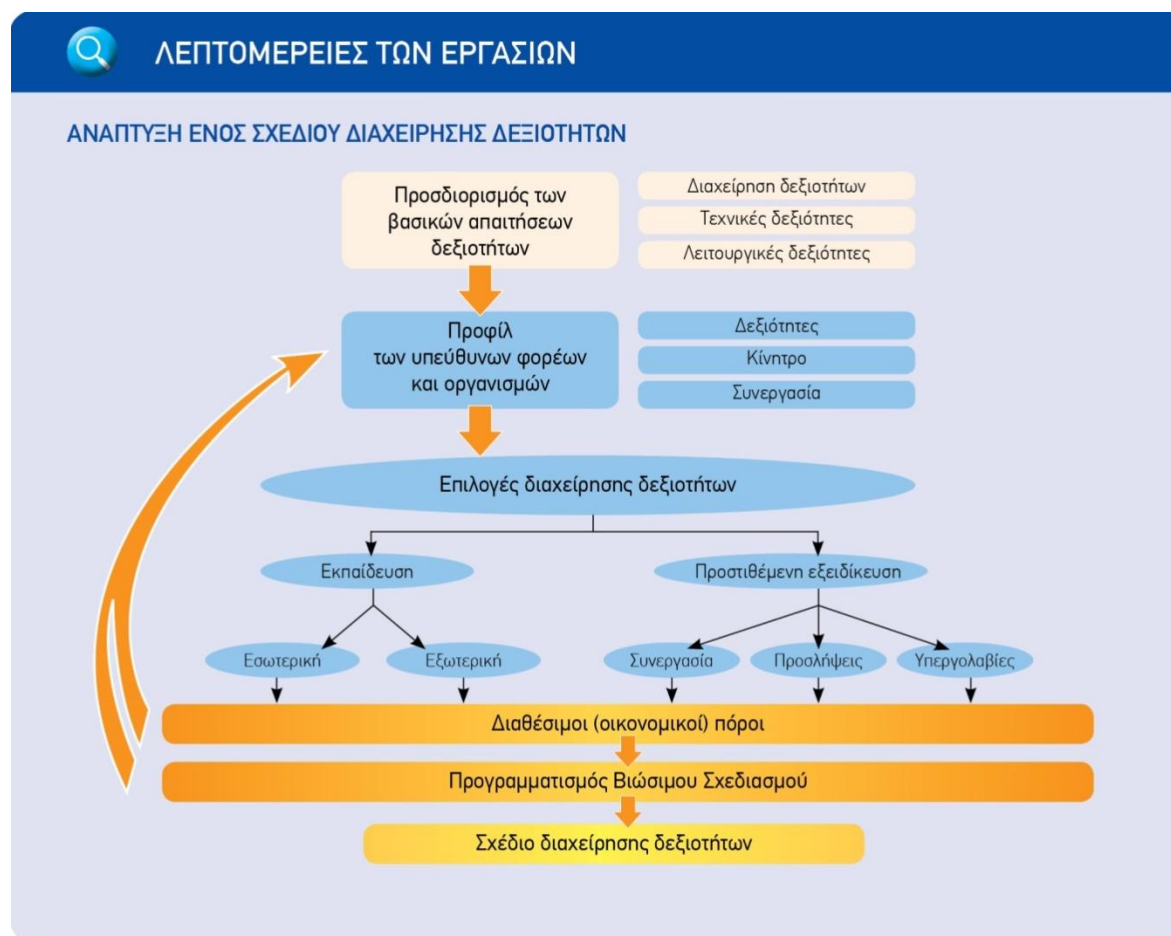 ΛΕΠΤΟΜΕΡΕΙΕΣ ΤΩΝ ΕΡΓΑΣΙΩΝ
ΑΝΑΠΤΥΞΗ ΕΝΟΣ ΣΧΕΔΙΟΥ ΔΙΑΧΕΙΡΗΣΗΣ ΔΕΞΙΟΤΗΤΩΝ
Προσδιορισμός των
βασικών απαιτήσεων
δεξιοτήτων
Διαχείρηση δεξιοτήτων
Τεχνικές δεξιότητες
Λειτουργικές δεξιότητες
Προφίλ
των υπεύθυνων φορέων
και οργανισμών
Δεξιότητες
Κίνητρο
Συνεργασία
Επιλογές διαχείρησης δεξιοτήτων
Εκπαίδευση
Προστιθέμενη εξειδίκευση
Εσωτερική
Εξωτερική
Συνεργασία
Προσλήψεις
Υπεργολαβίες
Διαθέσιμοι (οικονομικοί) πόροι
Προγραμματισμός Βιώσιμου Σχεδιασμού
Σχέδιο διαχείρησης δεξιοτήτων